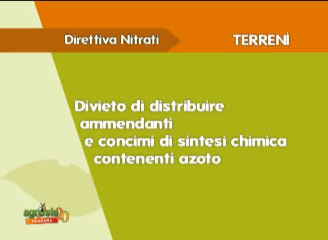 Direttiva Nitrati
TERRENI
Divieto di distribuire
ammendanti
e concimi di sintesi chimica
contenenti azoto